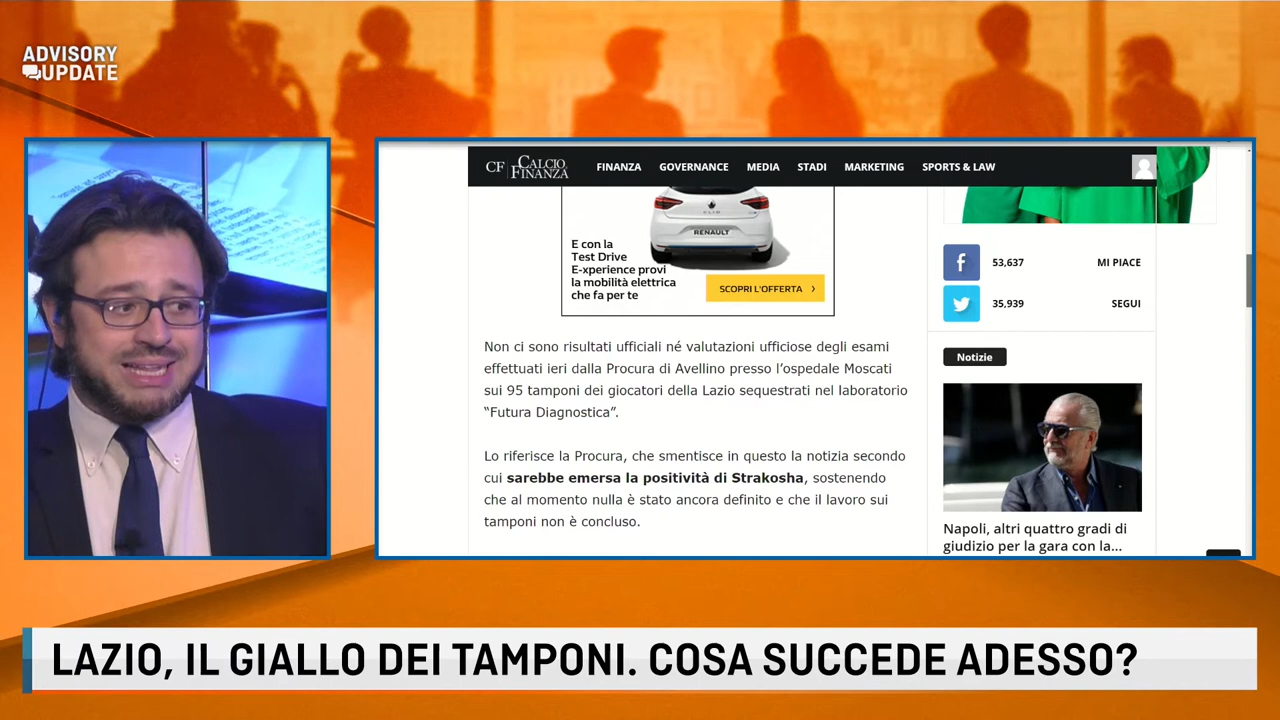 ADVISORY
UPDATE
CF CALCIO FINANZA
FINANZA GOVERNANCE MEDIA STADI MARKETING SPORTS & LAW
CLIO
RENAULT
E con la
Test Drive
E-xperience provi
la mobilità elettrica
che fa per te
SCOPRI L'OFFERTA
53,637 MI PIACE
35,939 SEGUI
Non ci sono risultati ufficiali né valutazioni ufficiose degli esami
effettuati ieri dalla Procura di Avellino presso l'ospedale Moscati
sui 95 tamponi dei giocatori della Lazio sequestrati nel laboratorio
“Futura Diagnostica”.
Lo riferisce la Procura, che smentisce in questo la notizia secondo
cui sarebbe emersa la positività di Strakosha, sostenendo
che al momento nulla è stato ancora definito e che il lavoro sui
tamponi non è concluso.
Notizie
Napoli, altri quattro gradi di
giudizio per la gara con la...
LAZIO, IL GIALLO DEI TAMPONI. COSA SUCCEDE ADESSO?